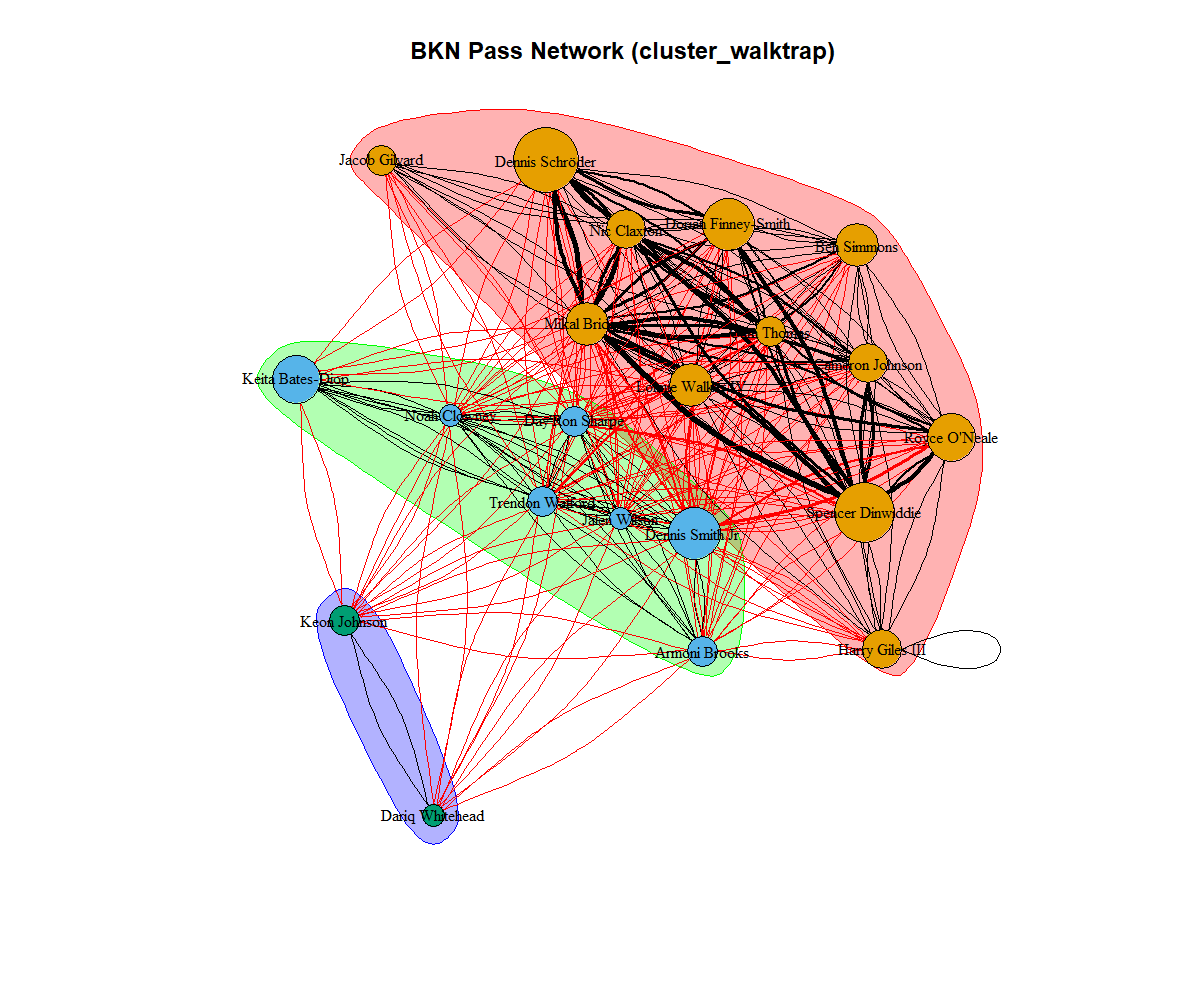 BKN Pass Network (cluster_walktrap)
Jacob Gilyard
Dennis Schröder
Nic Claxton
Dorian Finney-Smith
Ben Simmons
Mikal
Thomas
Cameron Johnson
Keita Bates-Diop
Lonnie Walker
Noah Clowney
Day'Ron Sharpe
Royce O'Neale
Trendon Watford
Jalen Wilson
Spencer Dinwiddie
Dennis Smith Jr.
Keon Johnson
Armoni Brooks
Harry Giles III
Dariq Whitehead